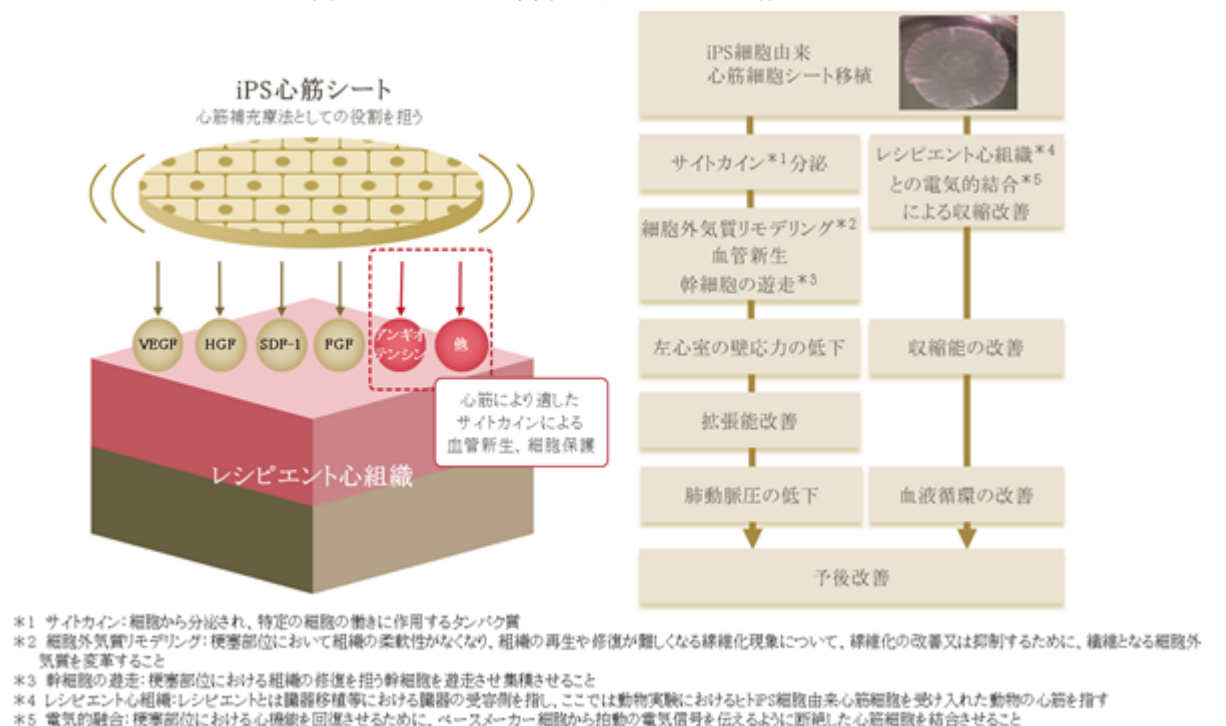 iPS心筋シート
心筋補充療法としての役割を担う
VEGF
HGF
SDF-1
FGF
アンギオ
テンシン
他
心筋により適した
サイトカインによる
血管新生、細胞保護
レシピエント心組織
iPS細胞由来
心筋細胞シート移植
サイトカイン*1分泌
細胞外気質リモデリング*2
血管新生
幹細胞の遊走*3
左心室の壁応力の低下
拡張能改善
肺動脈圧の低下
レシピエント心組織*4
との電気的結合*5
による収縮改善
収縮能の改善
血液循環の改善
予後改善
*1 サイトカイン:細胞から分泌され、特定の細胞の働きに作用するタンパク質
*2 細胞外気質リモデリング:梗塞部位において組織の柔軟性がなくなり、組織の再生や修復が難しくなる線維化現象について、線維化の改善又は抑制するために、繊維となる細胞外
気質を変革すること
*3 幹細胞の遊走:梗塞部位における組織の修復を担う幹細胞を遊走させ集積させること
*4 レシピエント心組織:レシピエントとは臓器移植等における臓器の受容側を指し、ここでは動物実験におけるヒトiPS細胞由来心筋細胞を受け入れた動物の心筋を指す
*5 電気的融合:梗塞部位における心機能を回復させるために、ペースメーカー細胞から拍動の電気信号を伝えるように断絶した心筋細胞を結合させること